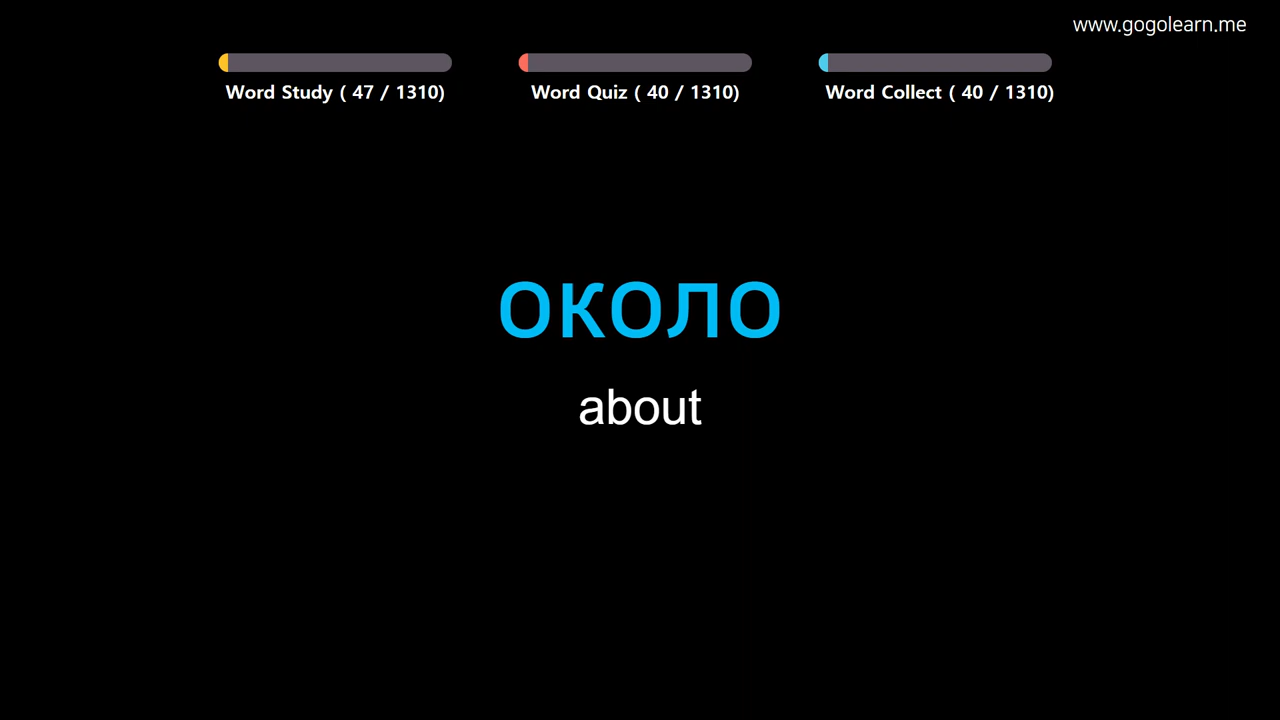 www.gogolearn.me
Word Study ( 47 / 1310)
Word Quiz ( 40 / 1310)
Word Collect ( 40 / 1310)
около
about